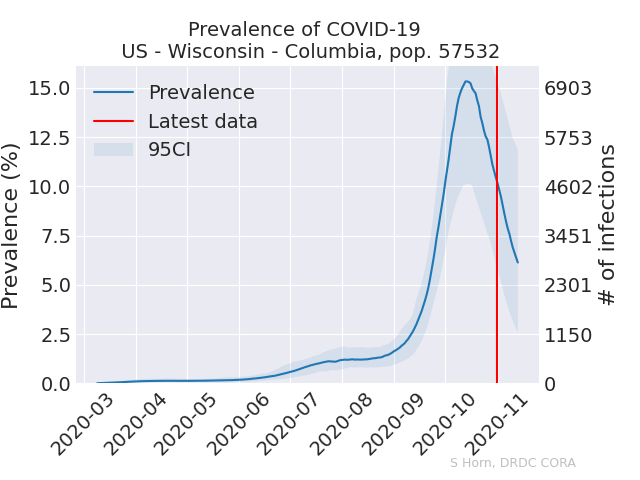 Prevalence of COVID-19
US - Wisconsin - Columbia, pop. 57532
Prevalence
Latest data
95CI
Prevalence (%)
15.0
12.5
10.0
7.5
5.0
2.5
0.0
6903
5753
4602
3451
2301
1150
0
# of infections
2020-03
2020-04
2020-05
2020-06
2020-07
2020-08
2020-09
2020-10
2020-11
S Horn, DRDC CORA